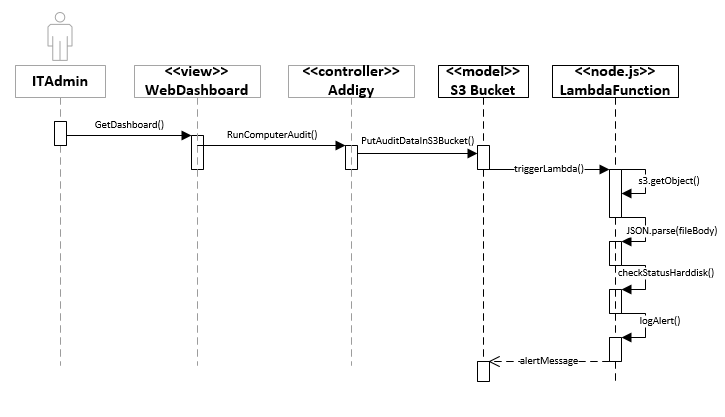 ITAdmin
<<view>>
WebDashboard
<<controller>>
Addigy
<<model>>
S3 Bucket
<<node.js>>
LambdaFunction
GetDashboard()
RunComputerAudit()
PutAuditDataInS3Bucket()
triggerLambda()
s3.getObject()
JSON.parse(fileBody)
checkStatusHarddisk()
logAlert()
alertMessage